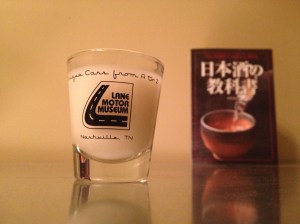 Cars from A to Z
LANE
MOTOR
MUSEUM
Nashville, TN
日本酒の
教科書